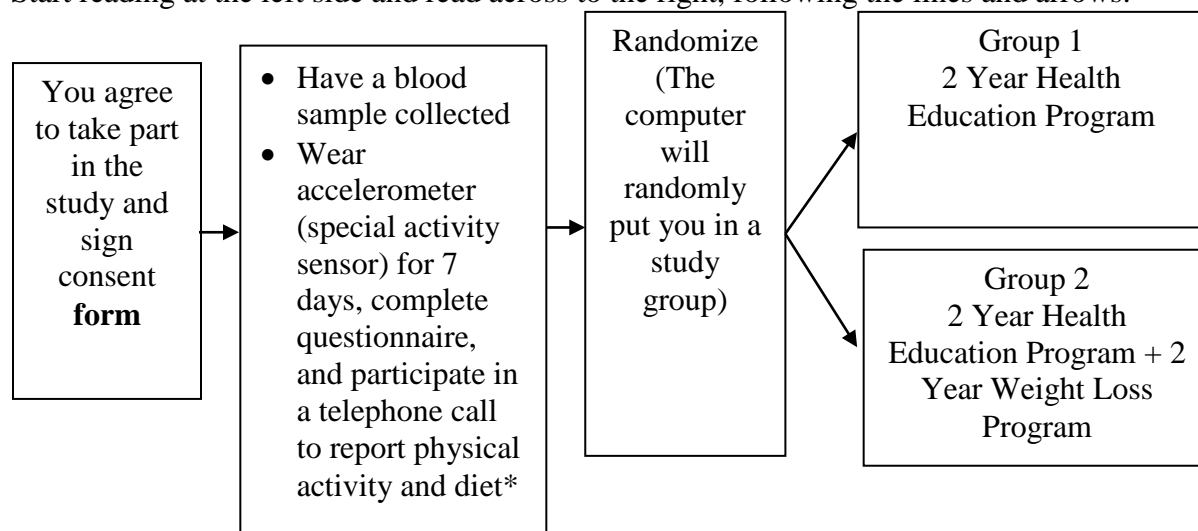 Start reading at the left side and read across to the right, following the lines and arrows.
You agree
to take part
in the
study and
sign
consent
form
• Have a blood
sample collected
• Wear
accelerometer
(special activity
sensor) for 7
days, complete
questionnaire,
and participate in
a telephone call
to report physical
activity and diet*
Randomize
(The
computer
will
randomly
put you in a
study
group)
Group 1
2 Year Health
Education Program
Group 2
2 Year Health
Education Program + 2
Year Weight Loss
Program